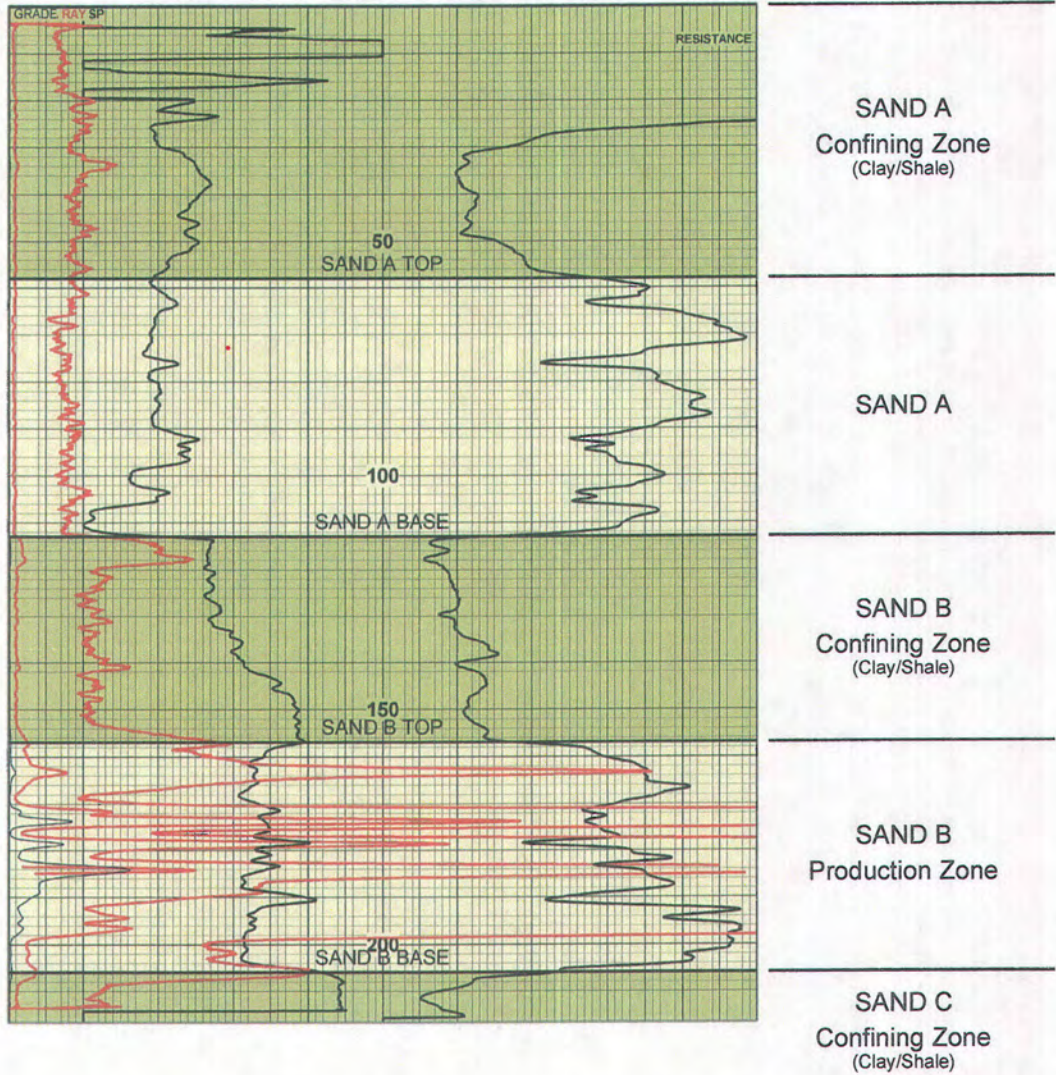 GRADE RAY SP
RESISTANCE
50
SAND A TOP
100
SAND A BASE
150
SAND B TOP
200
SAND B BASE
SAND A
Confining Zone
(Clay/Shale)
SAND A
SAND B
Confining Zone
(Clay/Shale)
SAND B
Production Zone
SAND C
Confining Zone
(Clay/Shale)